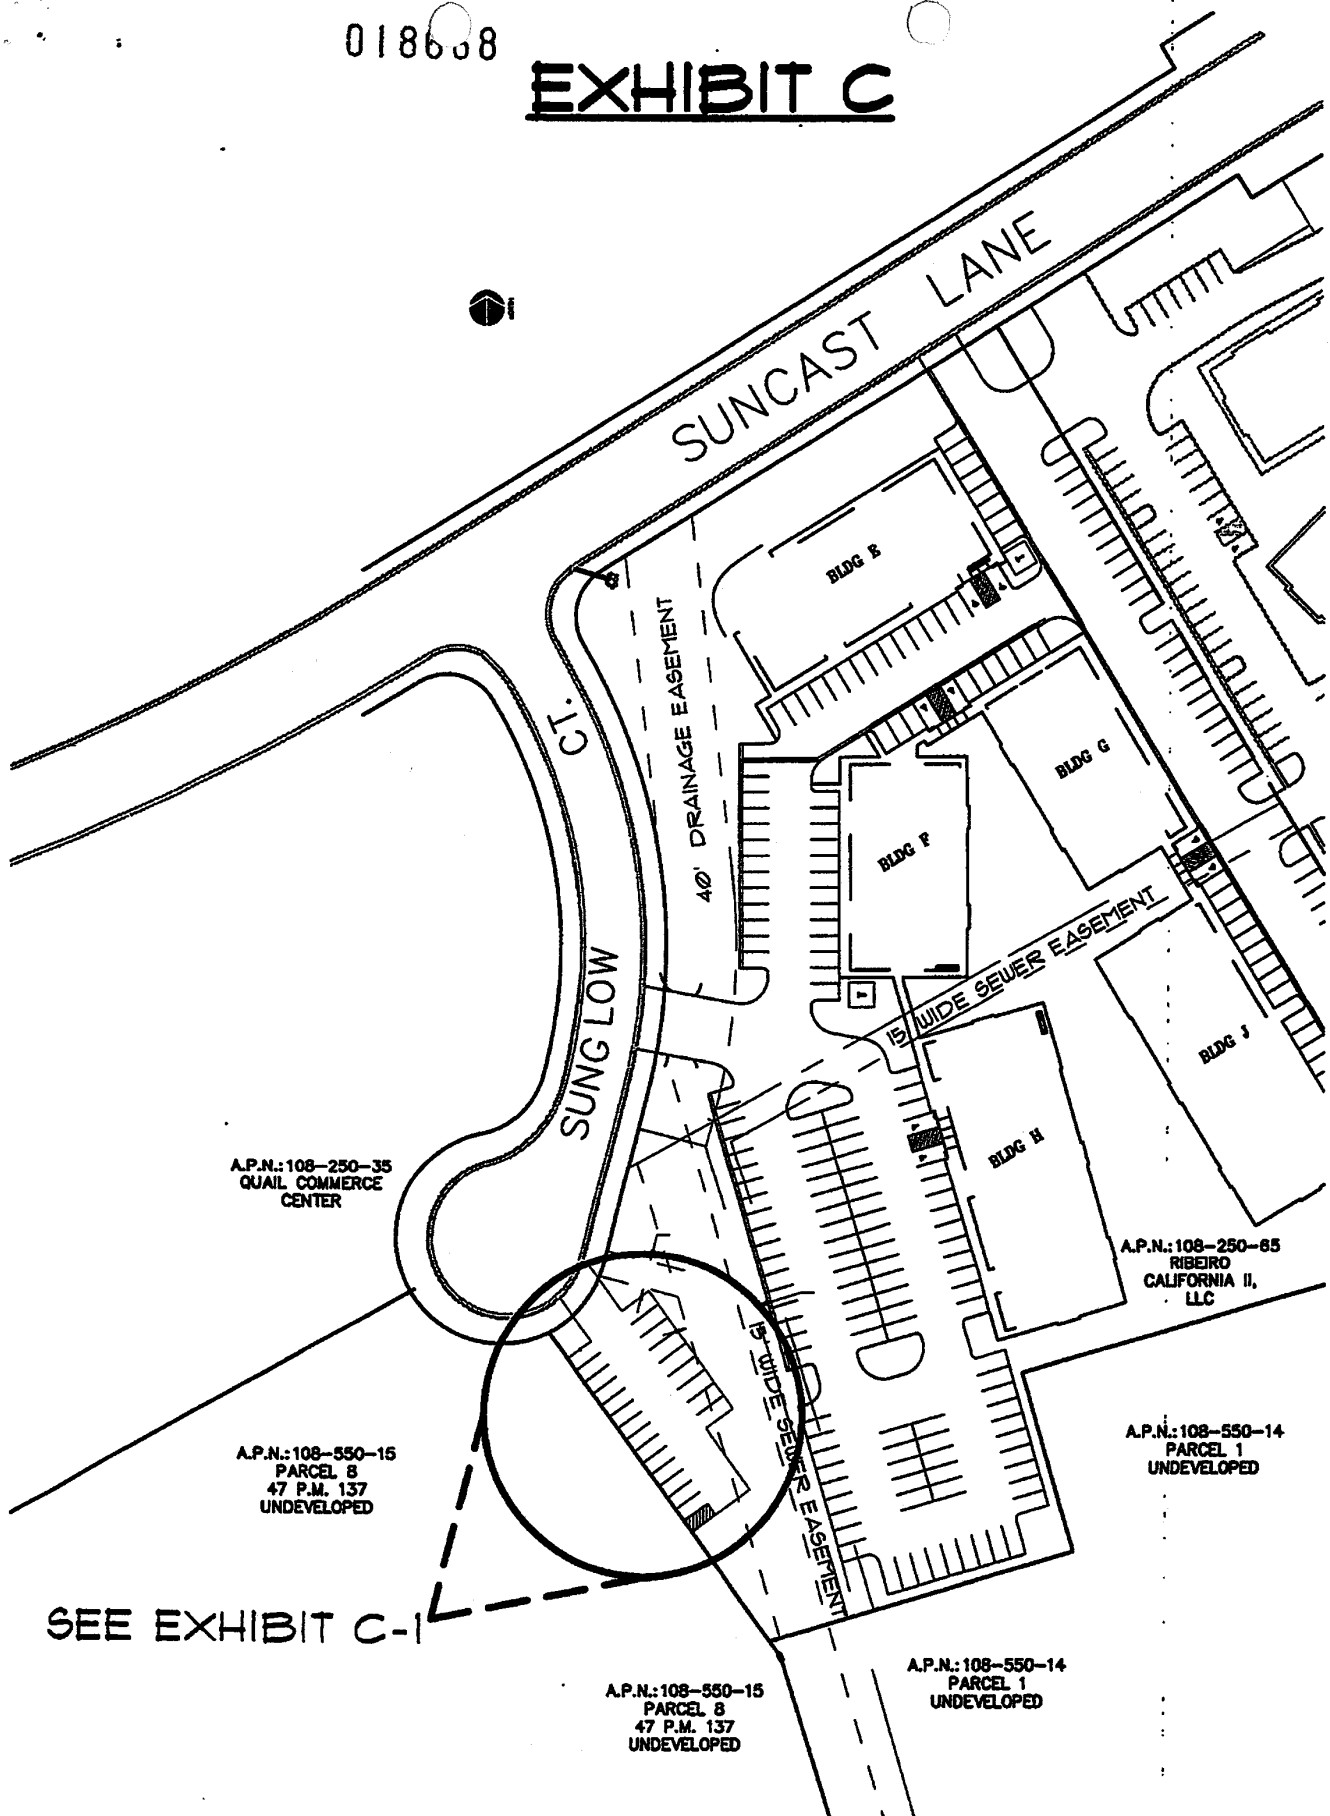 EXHIBIT C
SUNCAST LANE
BLDG E
40' DRAINAGE EASEMENT
CT.
BLDG G
BLDG F
15' WIDE SEWER EASEMENT
SUNGLOW
BLDG J
BLDG H
A.P.N.:108-250-35
QUAIL COMMERCE
CENTER
A.P.N.:108-250-65
RIBEIRO
CALIFORNIA II,
LLC
15' WIDE SEWER EASEMENT
A.P.N.:108-550-15
PARCEL 8
47 P.M. 137
UNDEVELOPED
A.P.N.:108-550-14
PARCEL 1
UNDEVELOPED
SEE EXHIBIT C-1
A.P.N.:108-550-15
PARCEL 8
47 P.M. 137
UNDEVELOPED
A.P.N.:108-550-14
PARCEL 1
UNDEVELOPED